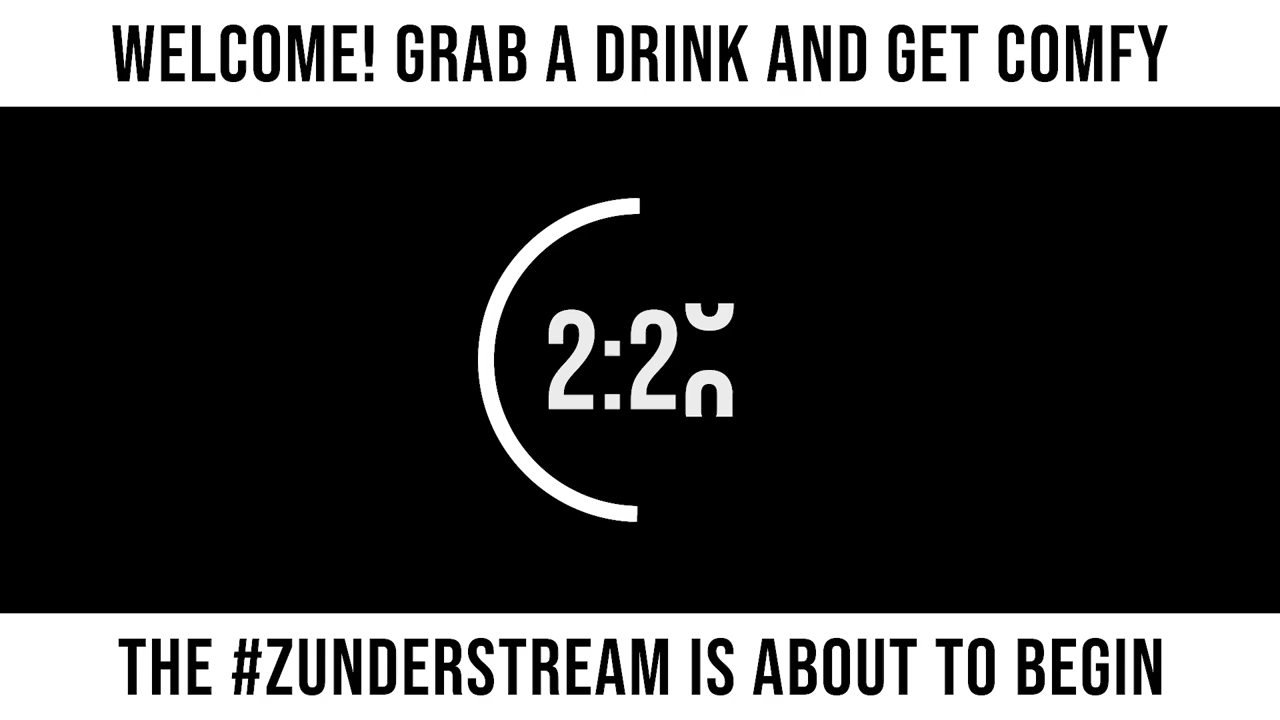 WELCOME! GRAB A DRINK AND GET COMFY
2:2
THE #ZUNDERSTREAM IS ABOUT TO BEGIN